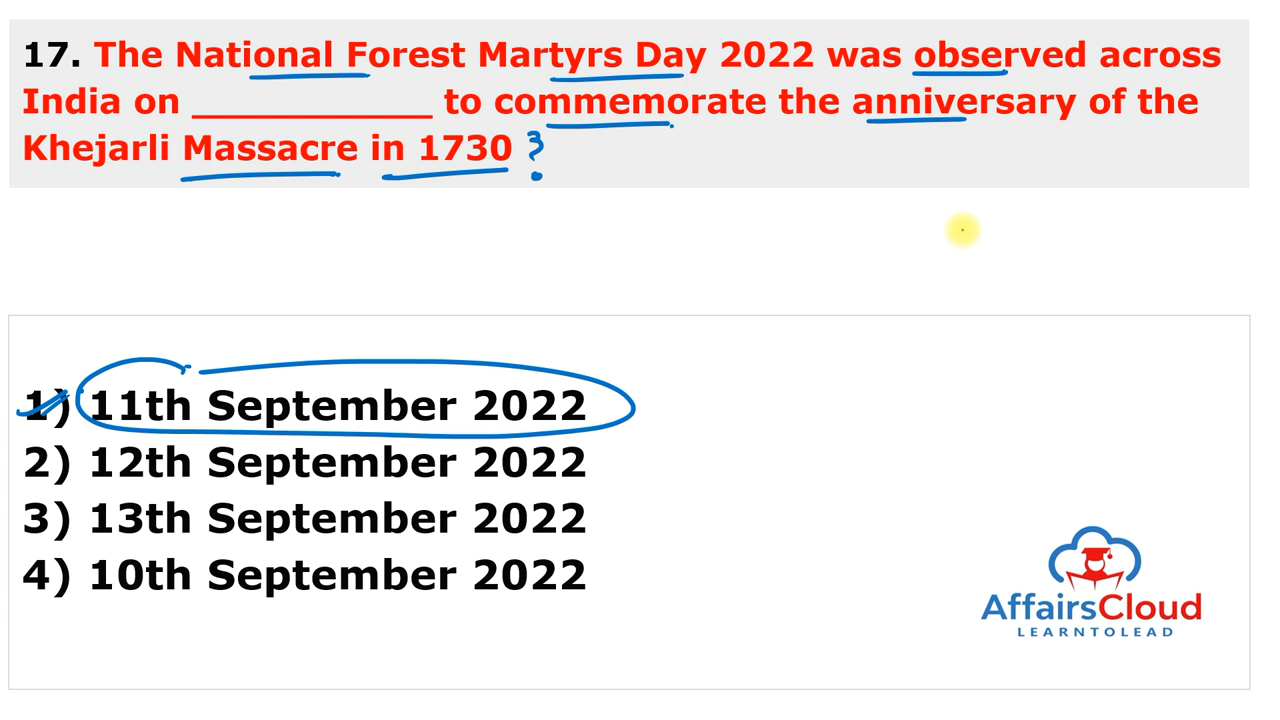 17. The National Forest Martyrs Day 2022 was observed across
India on ______________ to commemorate the anniversary of the
Khejarli Massacre in 1730 ?
1) 11th September 2022
2) 12th September 2022
3) 13th September 2022
4) 10th September 2022
AffairsCloud
LEARNTOLEAD